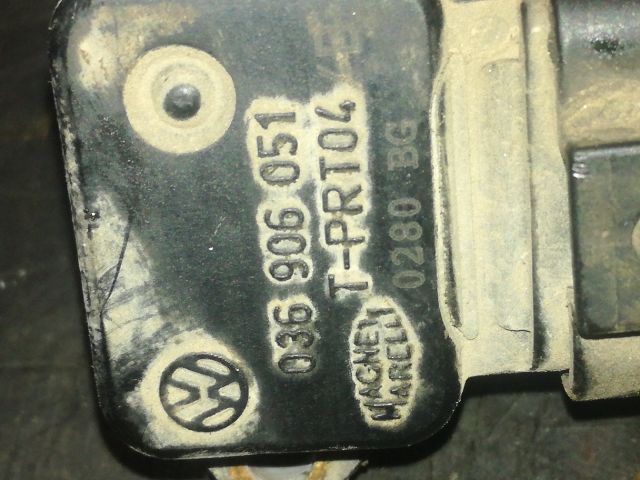 036 906 051
T-PRT04
MAGNETI
MARELLI
0280 BG